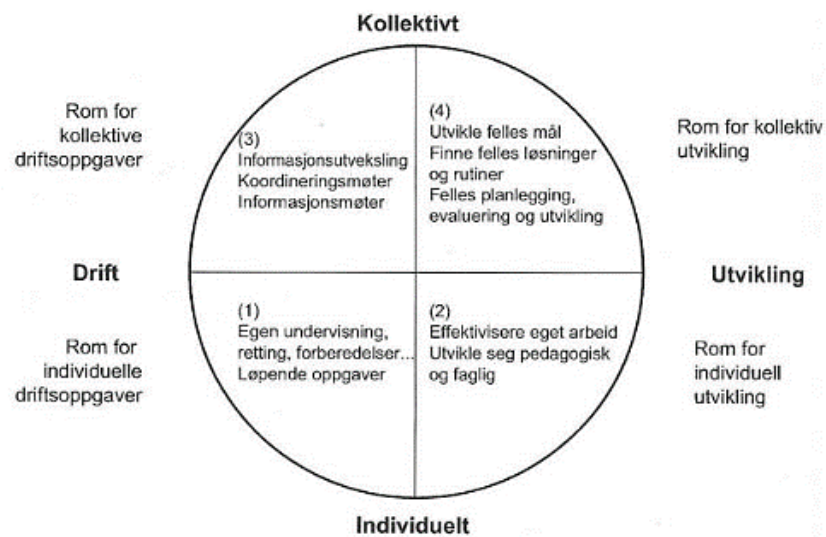 Kollektivt
Rom for
kollektive
driftsoppgaver
(3)
Informasjonsutveksling
Koordineringsmøter
Informasjonsmøter
(4)
Utvikle felles mål
Finne felles løsninger
og rutiner
Felles planlegging,
evaluering og utvikling
Rom for kollektiv
utvikling
Drift
Utvikling
Rom for
individuelle
driftsoppgaver
(1)
Egen undervisning,
retting, forberedelser...
Løpende oppgaver
(2)
Effektivisere eget arbeid
Utvikle seg pedagogisk
og faglig
Rom for
individuell
utvikling
Individuelt